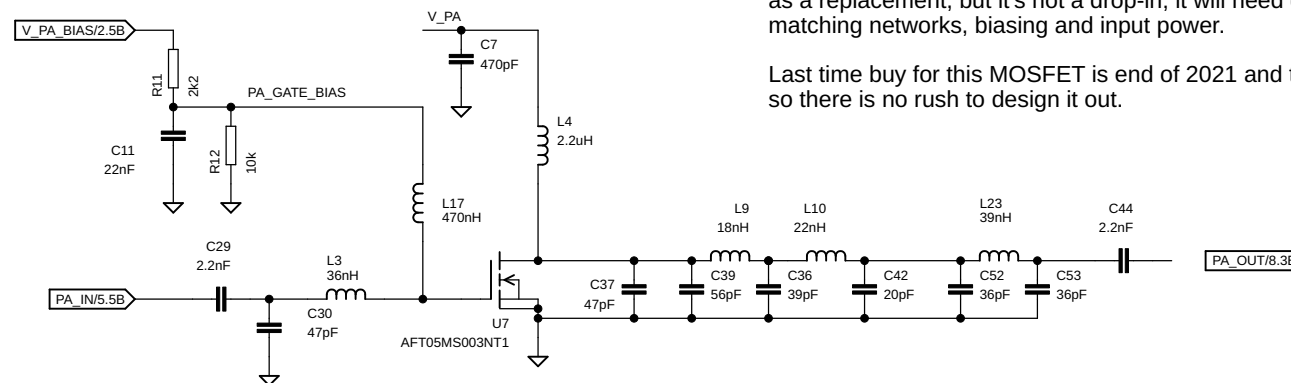 as a replacement, but it's not a drop-in, it will need
matching networks, biasing and input power.
Last time buy for this MOSFET is end of 2021 and
so there is no rush to design it out.
V_PA_BIAS/2.5B
R11
2k2
PA_GATE_BIAS
V_PA
C7
470pF
C11
22nF
R12
10k
L4
2.2uH
L17
470nH
C29
2.2nF
L3
36nH
PA_IN/5.5B
C30
47pF
U7
AFT05MS003NT1
C37
47pF
L9
18nH
C39
56pF
L10
22nH
C36
39pF
C42
20pF
L23
39nH
C52
36pF
C53
36pF
C44
2.2nF
PA_OUT/8.3B